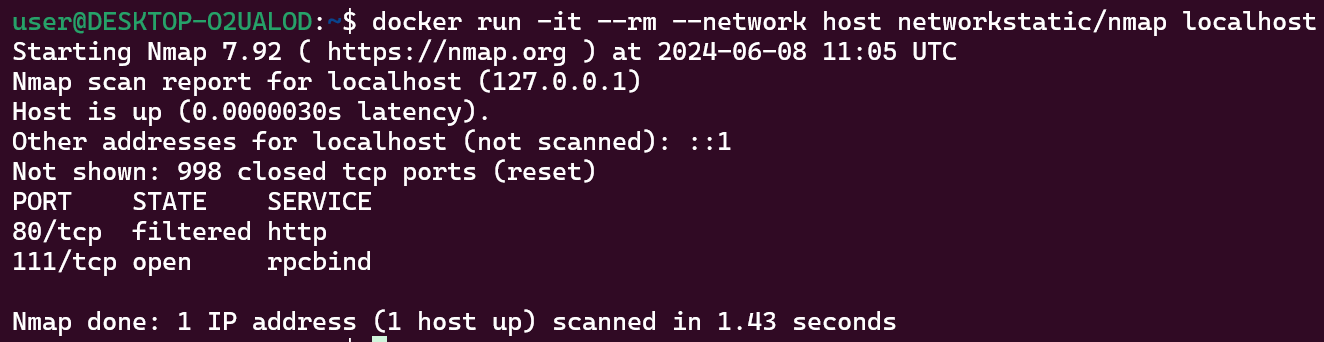 user@DESKTOP-O2UALOD:~$ docker run -it --rm --network host networkstatic/nmap localhost
Starting Nmap 7.92 ( https://nmap.org ) at 2024-06-08 11:05 UTC
Nmap scan report for localhost (127.0.0.1)
Host is up (0.0000030s latency).
Other addresses for localhost (not scanned): ::1
Not shown: 998 closed tcp ports (reset)
PORT    STATE    SERVICE
80/tcp  filtered http
111/tcp open     rpcbind
Nmap done: 1 IP address (1 host up) scanned in 1.43 seconds